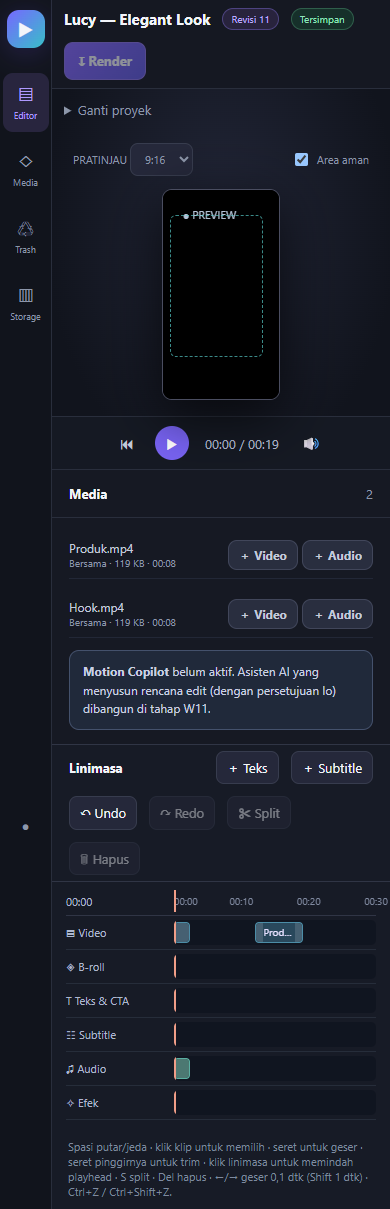 Lucy — Elegant Look Revisi 11 Tersimpan
↧ Render
Editor
Media
Trash
Storage
▶ Ganti proyek
PRATINJAU 9:16 Area aman
● PREVIEW
00:00 / 00:19
Media 2
Produk.mp4
Bersama · 119 KB · 00:08
+ Video + Audio
Hook.mp4
Bersama · 119 KB · 00:08
+ Video + Audio
Motion Copilot belum aktif. Asisten AI yang
menyusun rencana edit (dengan persetujuan lo)
dibangun di tahap W11.
Linimasa + Teks + Subtitle
↶ Undo ↷ Redo ✂ Split
Hapus
00:00 00:00 00:10 00:20 00:30
▤ Video Prod...
◈ B-roll
T Teks & CTA
☷ Subtitle
♫ Audio
✧ Efek
Spasi putar/jeda · klik klip untuk memilih · seret untuk geser ·
seret pinggirnya untuk trim · klik linimasa untuk memindah
playhead · S split · Del hapus · ←/→ geser 0,1 dtk (Shift 1 dtk) ·
Ctrl+Z / Ctrl+Shift+Z.